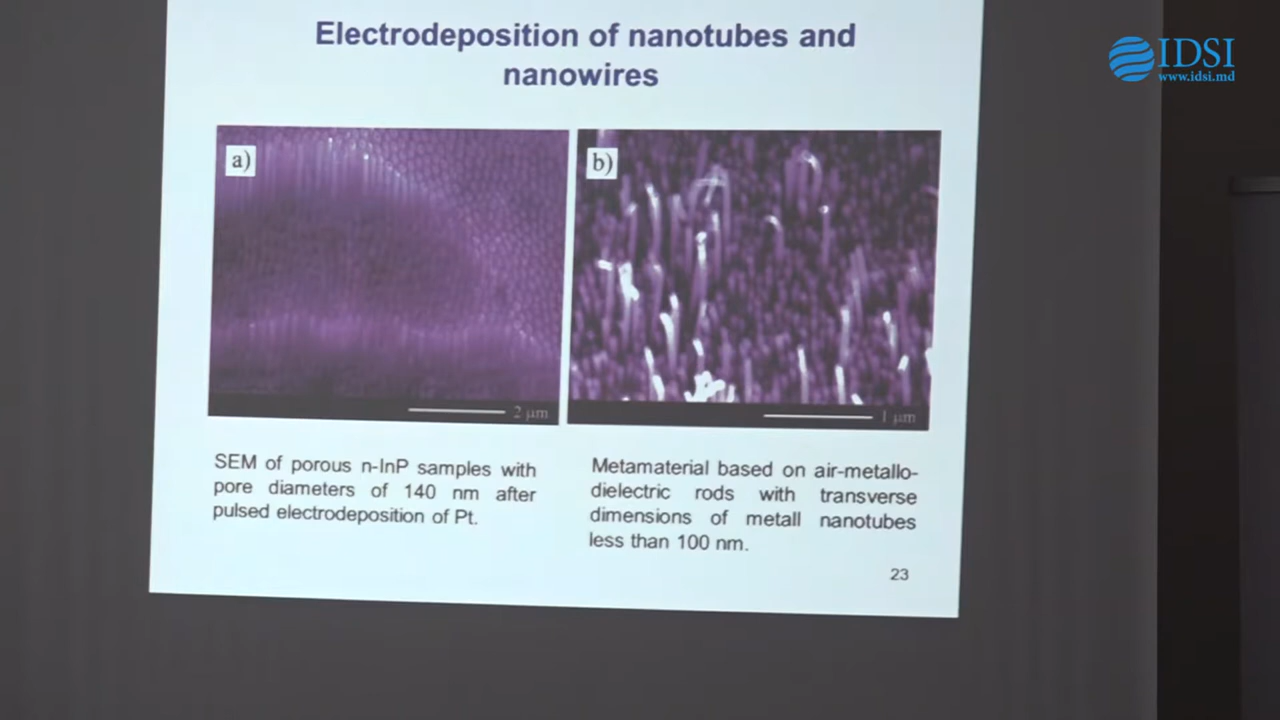 Electrodeposition of nanotubes and
nanowires
IDSI
www.idsi.md
a)
b)
2 μm
1 μm
SEM of porous n-InP samples with
pore diameters of 140 nm after
pulsed electrodeposition of Pt.
Metamaterial based on air-metallo-
dielectric rods with transverse
dimensions of metall nanotubes
less than 100 nm.
23